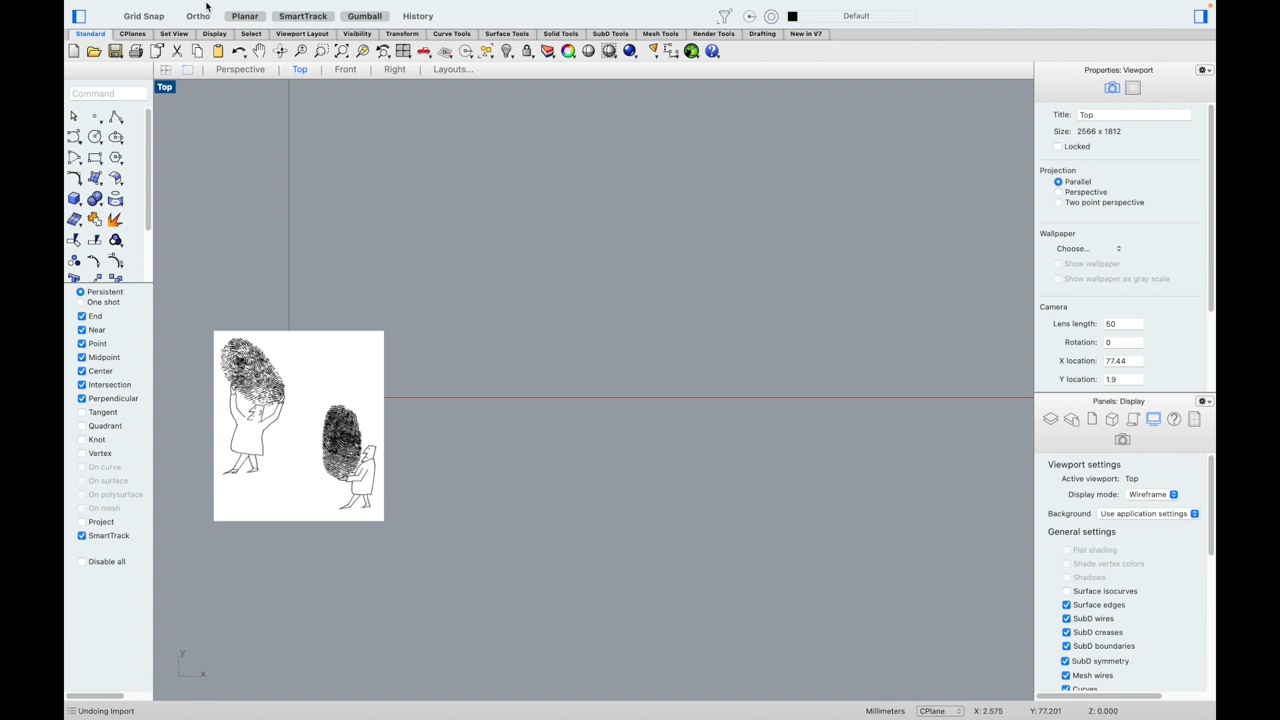 Grid Snap Ortho Planar SmartTrack Gumball History Default
Standard CPlanes Set View Display Select Viewport Layout Visibility Transform Curve Tools Surface Tools Solid Tools SubD Tools Mesh Tools Render Tools Drafting New in V7
Perspective Top Front Right Layouts...
Top
Command
Persistent
One shot
End
Near
Point
Midpoint
Center
Intersection
Perpendicular
Tangent
Quadrant
Knot
Vertex
On curve
On surface
On polysurface
On mesh
Project
SmartTrack
Disable all
y
x
Properties: Viewport
Title: Top
Size: 2566 x 1812
Locked
Projection
Parallel
Perspective
Two point perspective
Wallpaper
Choose...
Show wallpaper
Show wallpaper as gray scale
Camera
Lens length: 50
Rotation: 0
X location: 77.44
Y location: 1.9
Panels: Display
Viewport settings
Active viewport: Top
Display mode: Wireframe
Background: Use application settings
General settings
Flat shading
Shade vertex colors
Shadows
Surface isocurves
Surface edges
SubD wires
SubD creases
SubD boundaries
SubD symmetry
Mesh wires
Curves
Undoing Import Millimeters CPlane X: 2.575 Y: 77.201 Z: 0.000